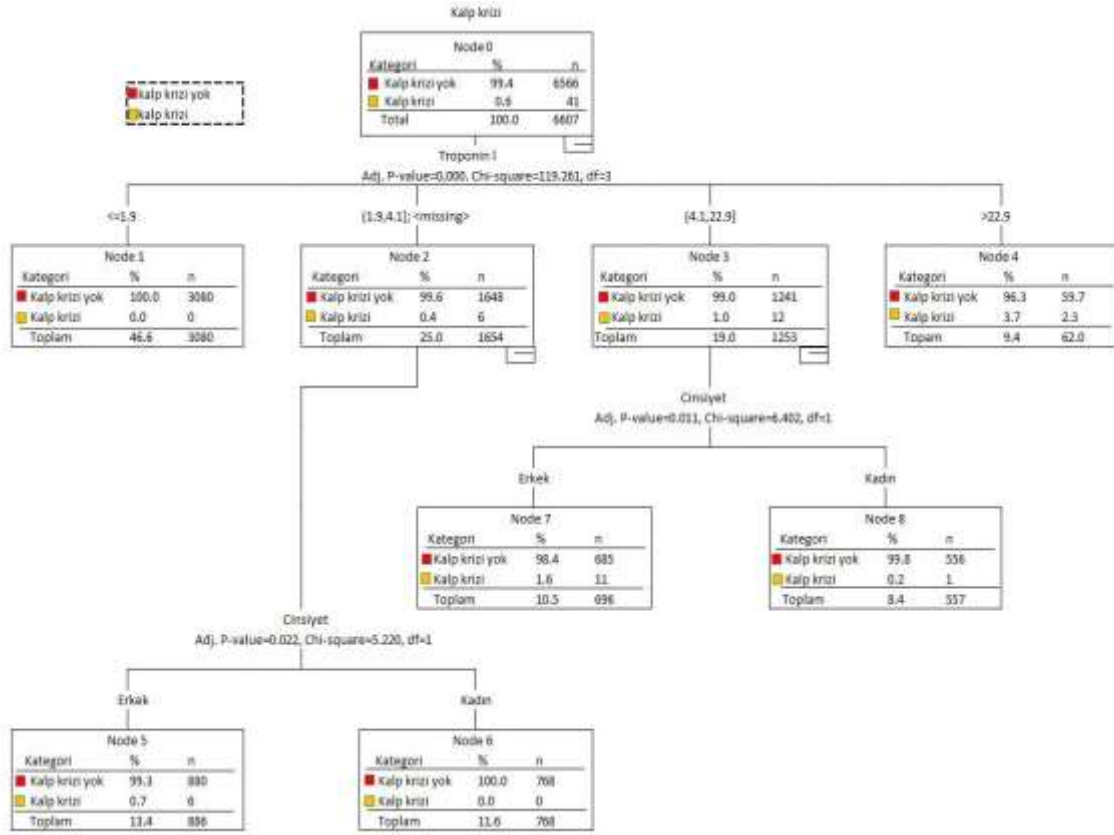 Kalp krizi
Node 0
Kategori % n
Kalp krizi yok 99.4 6566
Kalp krizi 0.6 41
Total 100.0 6607
kalp krizi yok
kalp krizi
Troponin I
Adj. P-value=0.000, Chi-square=119.261, df=3
<=1.9
(1.9,4.1]; <missing>
(4.1,22.9]
>22.9
Node 1
Kategori % n
Kalp krizi yok 100.0 3080
Kalp krizi 0.0 0
Toplam 46.6 3080
Node 2
Kategori % n
Kalp krizi yok 99.6 1648
Kalp krizi 0.4 6
Toplam 25.0 1654
Node 3
Kategori % n
Kalp krizi yok 99.0 1241
Kalp krizi 1.0 12
Toplam 19.0 1253
Node 4
Kategori % n
Kalp krizi yok 96.3 59.7
Kalp krizi 3.7 2.3
Topam 9.4 62.0
Cinsiyet
Adj. P-value=0.011, Chi-square=6.402, df=1
Erkek
Kadın
Node 7
Kategori % n
Kalp krizi yok 98.4 685
Kalp krizi 1.6 11
Toplam 10.5 696
Node 8
Kategori % n
Kalp krizi yok 99.8 556
Kalp krizi 0.2 1
Toplam 8.4 557
Cinsiyet
Adj. P-value=0.022, Chi-square=5.220, df=1
Erkek
Kadın
Node 5
Kategori % n
Kalp krizi yok 99.3 880
Kalp krizi 0.7 6
Toplam 13.4 886
Node 6
Kategori % n
Kalp krizi yok 100.0 768
Kalp krizi 0.0 0
Toplam 11.6 768